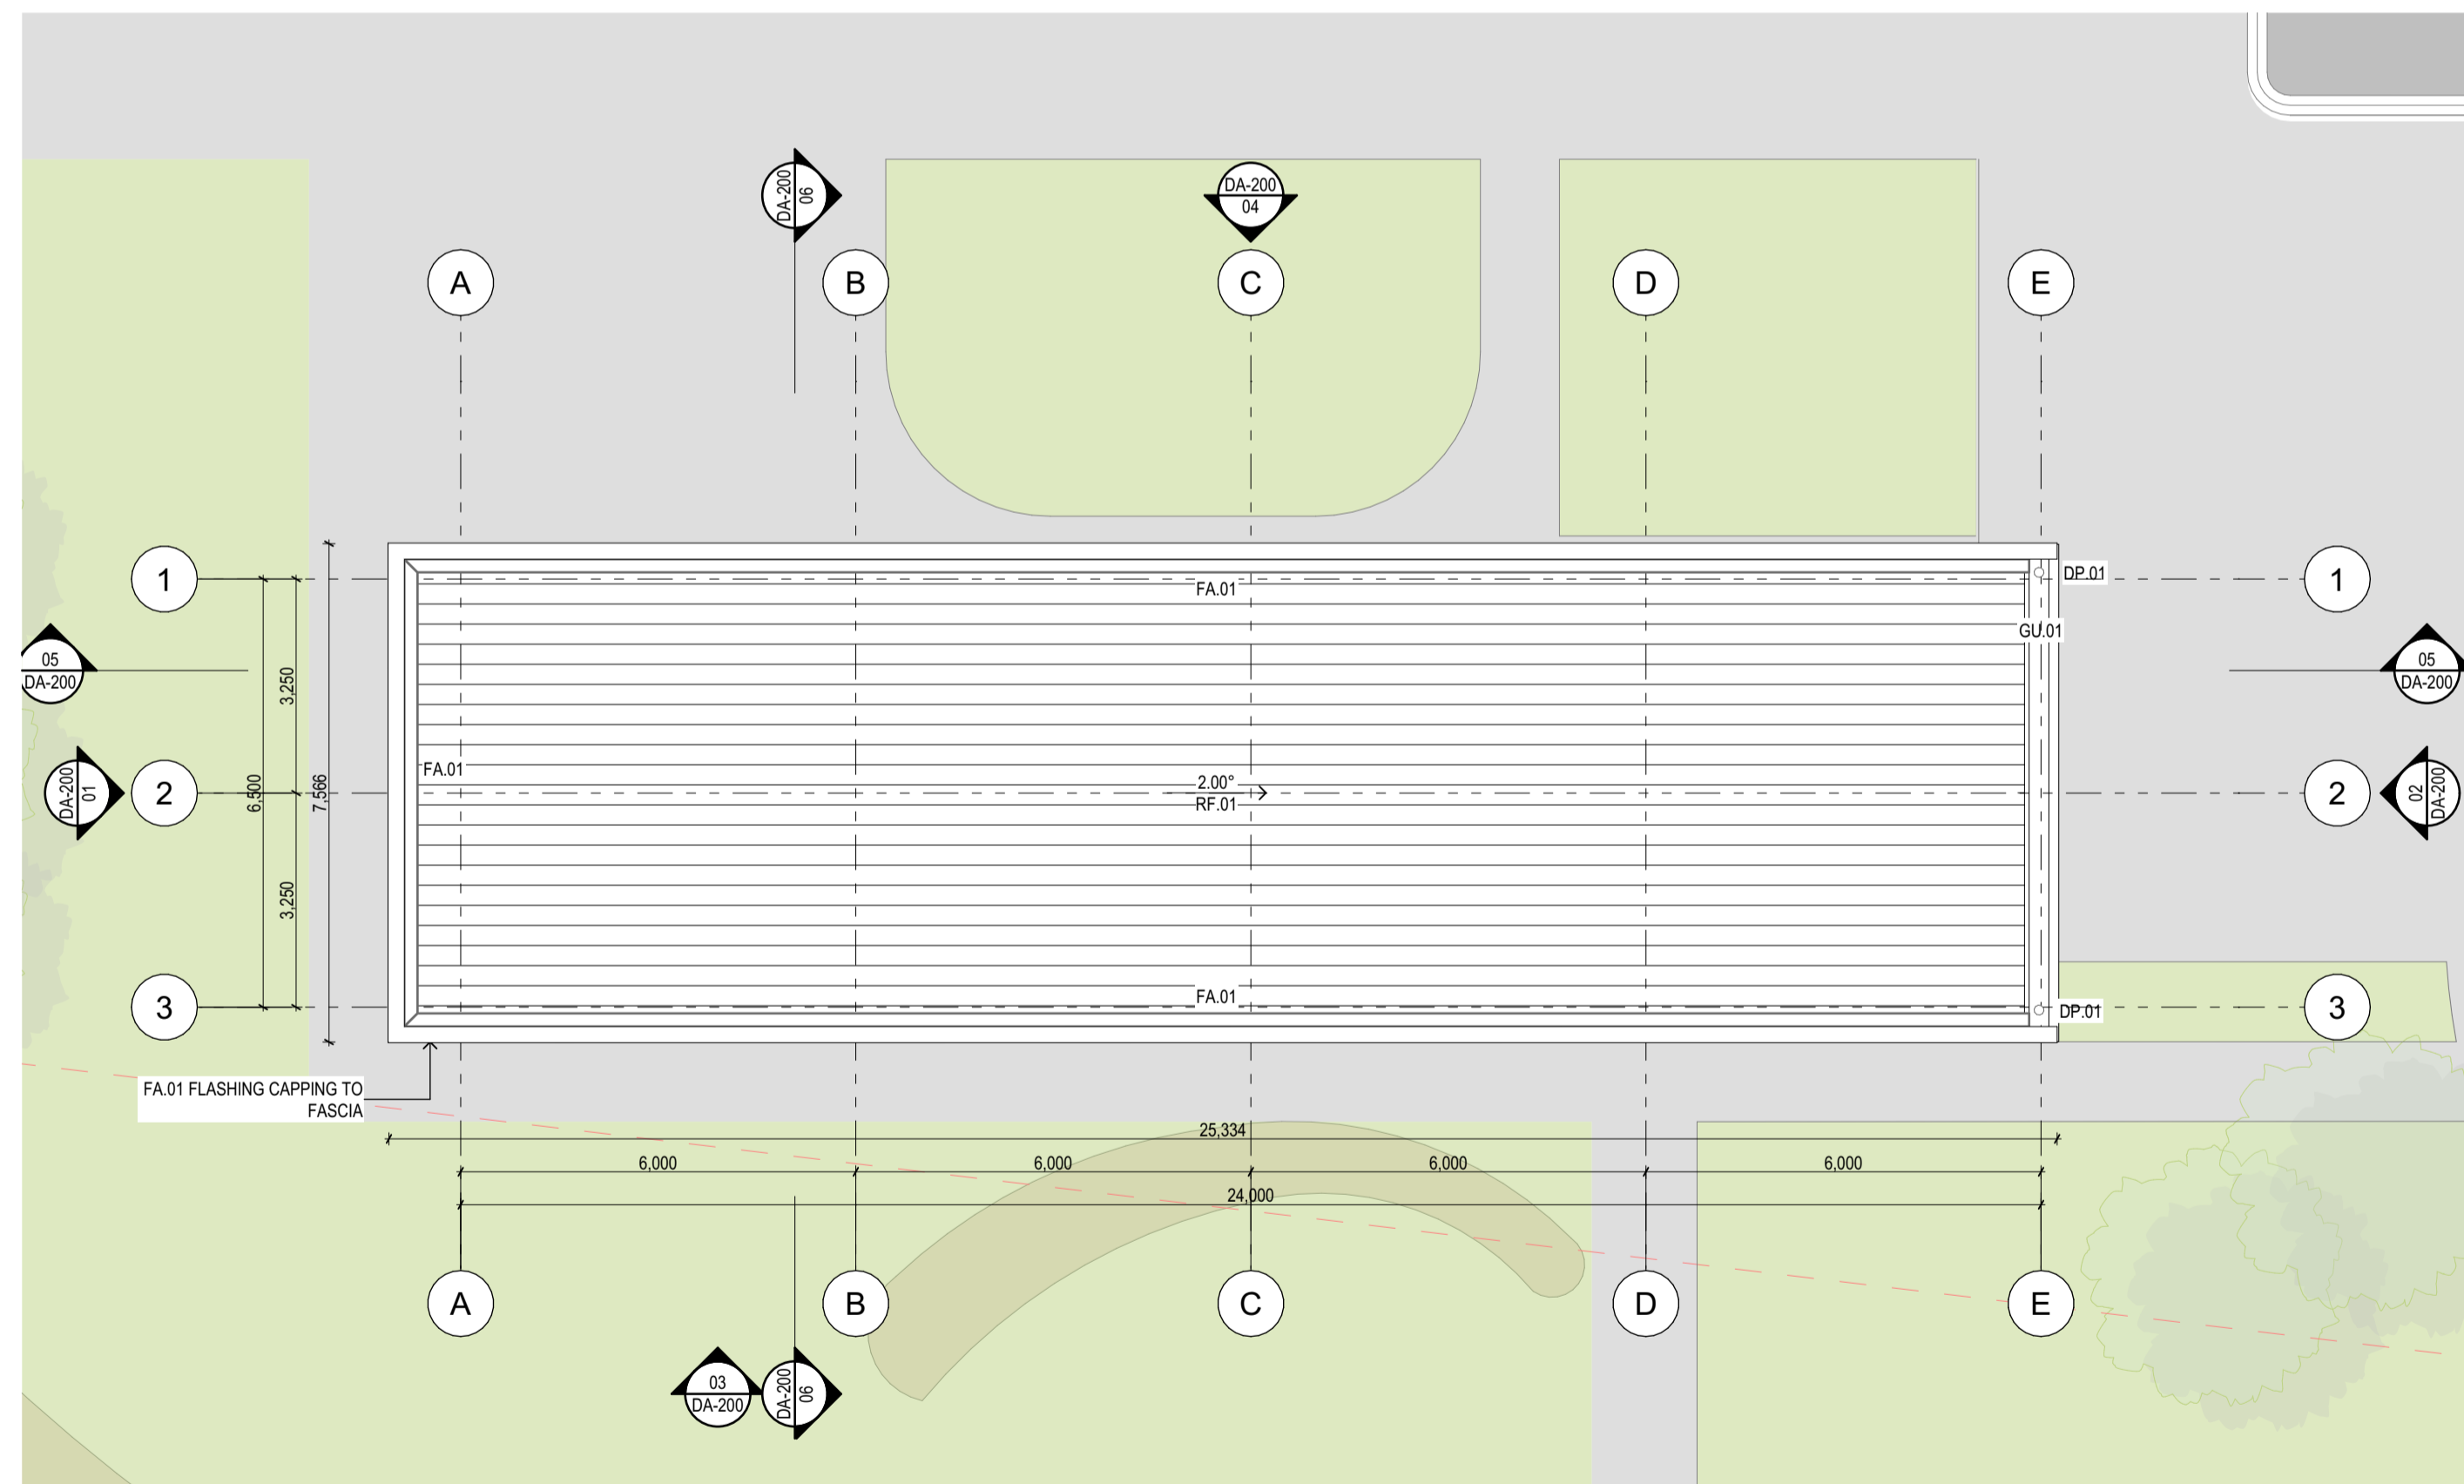 DA-200
06
DA-200
04
A
B
C
D
E
1
FA.01
DP.01
1
GU.01
05
DA-200
3,250
05
DA-200
DA-200
01
2
6,500
7,566
FA.01
2.00°
RF.01
2
02
DA-200
3,250
3
FA.01
DP.01
3
FA.01 FLASHING CAPPING TO
FASCIA
25,334
6,000
6,000
6,000
6,000
24,000
A
B
C
D
E
03
DA-200
DA-200
06